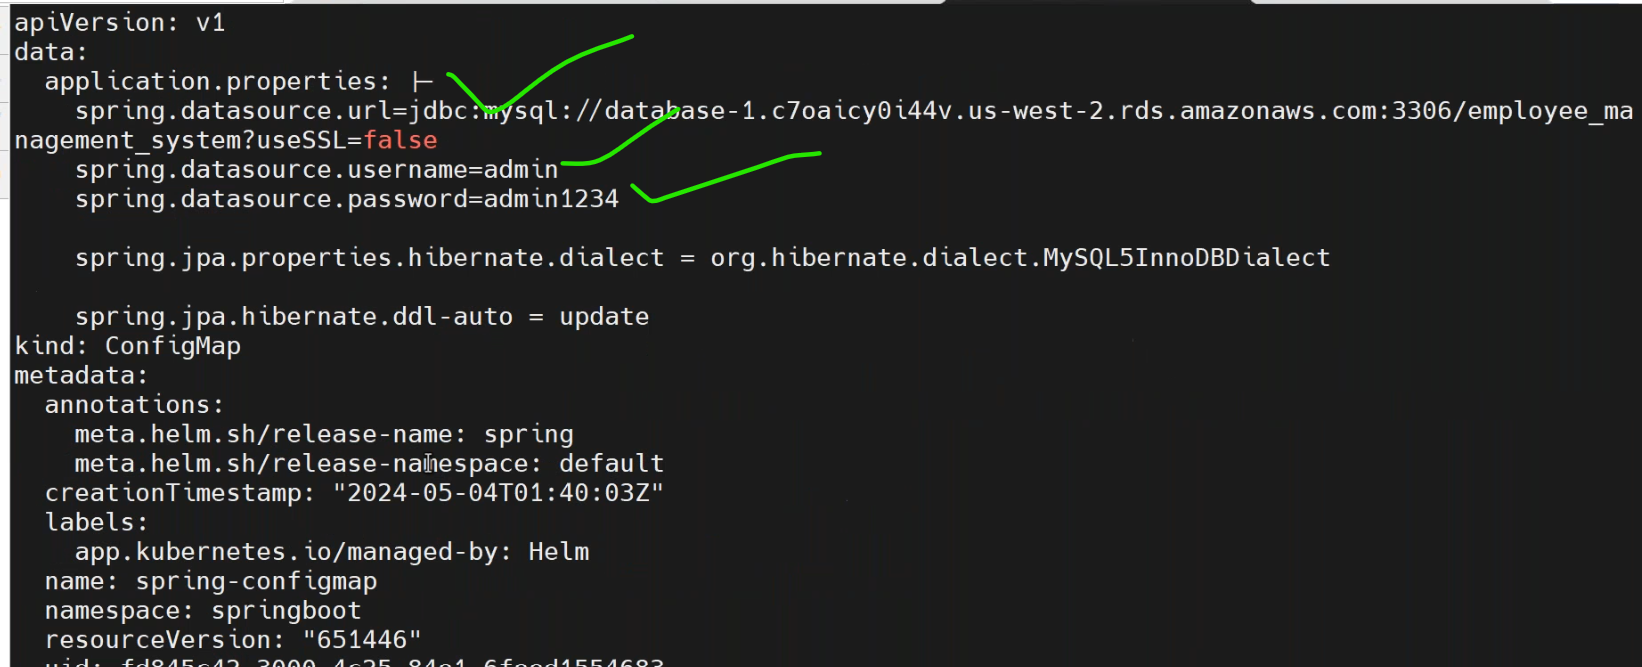 apiVersion: v1
data:
  application.properties: |-
    spring.datasource.url=jdbc:mysql://database-1.c7oaicy0i44v.us-west-2.rds.amazonaws.com:3306/employee_ma
nagement_system?useSSL=false
    spring.datasource.username=admin
    spring.datasource.password=admin1234
    spring.jpa.properties.hibernate.dialect = org.hibernate.dialect.MySQL5InnoDBDialect
    spring.jpa.hibernate.ddl-auto = update
kind: ConfigMap
metadata:
  annotations:
    meta.helm.sh/release-name: spring
    meta.helm.sh/release-namespace: default
  creationTimestamp: "2024-05-04T01:40:03Z"
  labels:
    app.kubernetes.io/managed-by: Helm
  name: spring-configmap
  namespace: springboot
  resourceVersion: "651446"
  uid: